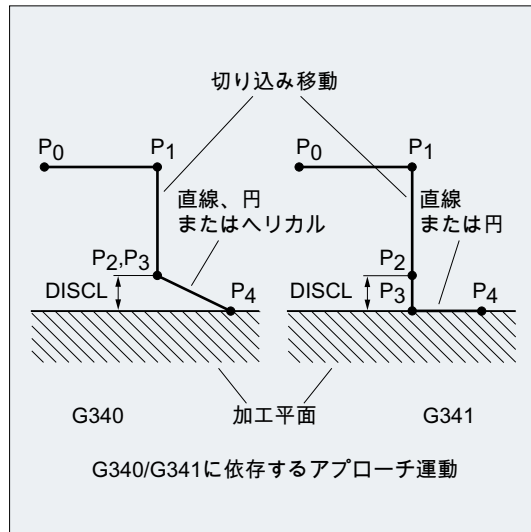 切り込み移動
P0 P1 P0 P1
直線、円
またはヘリカル
直線
または円
P2,P3 P2
DISCL P4 DISCL P3 P4
加工平面
G340 G341
G340/G341に依存するアプローチ運動